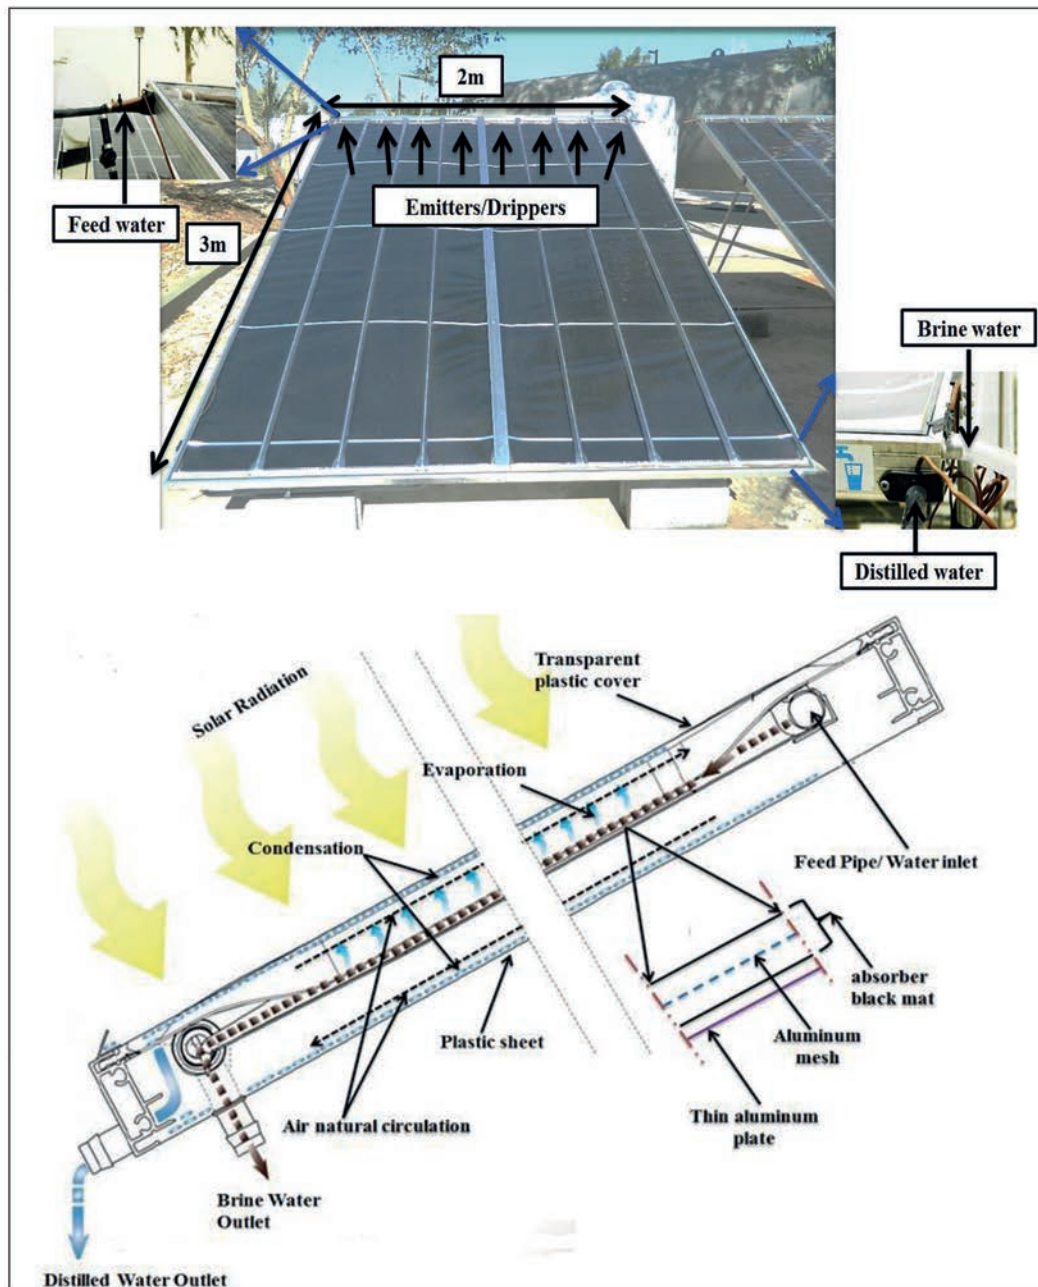 2m
Emitters/Drippers
Feed water
3m
Brine water
Distilled water
Transparent
plastic cover
Solar Radiation
Evaporation
Condensation
Feed Pipe/ Water inlet
absorber
black mat
Plastic sheet
Aluminum
mesh
Air natural circulation
Thin aluminum
plate
Brine Water
Outlet
Distilled Water Outlet